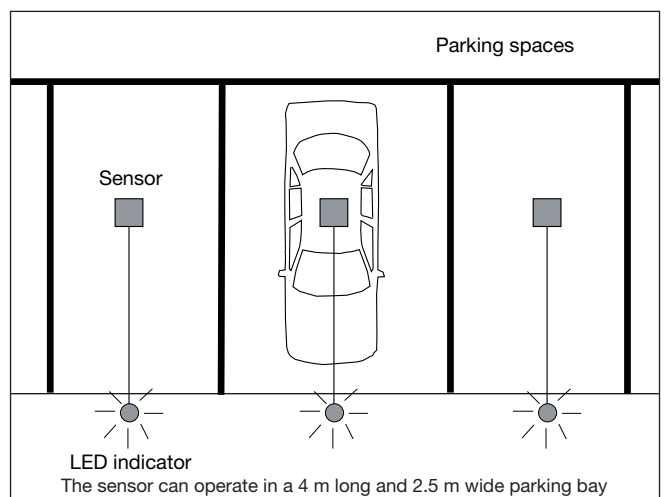 Parking spaces
Sensor
LED indicator
The sensor can operate in a 4 m long and 2.5 m wide parking bay